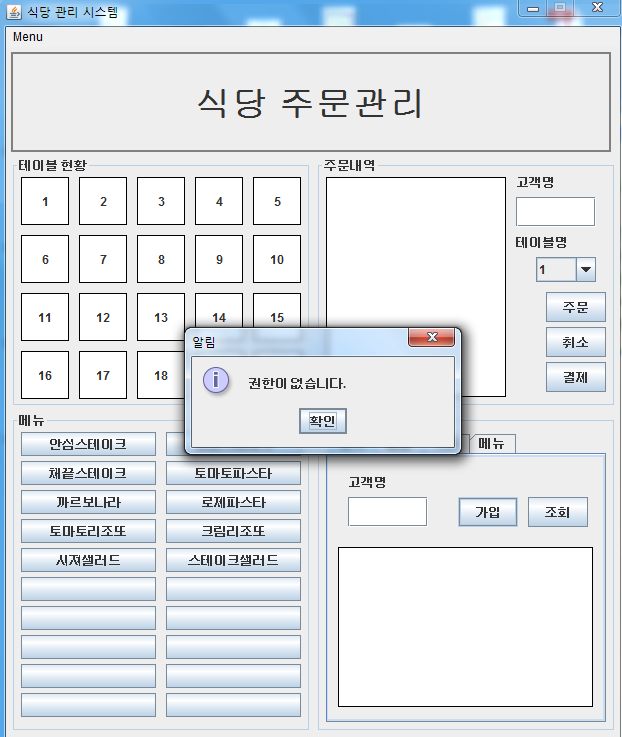 식당 관리 시스템
Menu
식당 주문관리
테이블 현황
1 2 3 4 5
6 7 8 9 10
11 12 13 14 15
16 17 18
주문내역
고객명
테이블명
1
주문
취소
결제
알림
권한이 없습니다.
확인
메뉴
안심스테이크
채끝스테이크 토마토파스타
까르보나라 로제파스타
토마토리조또 크림리조또
시져샐러드 스테이크샐러드
메뉴
고객명
가입 조회